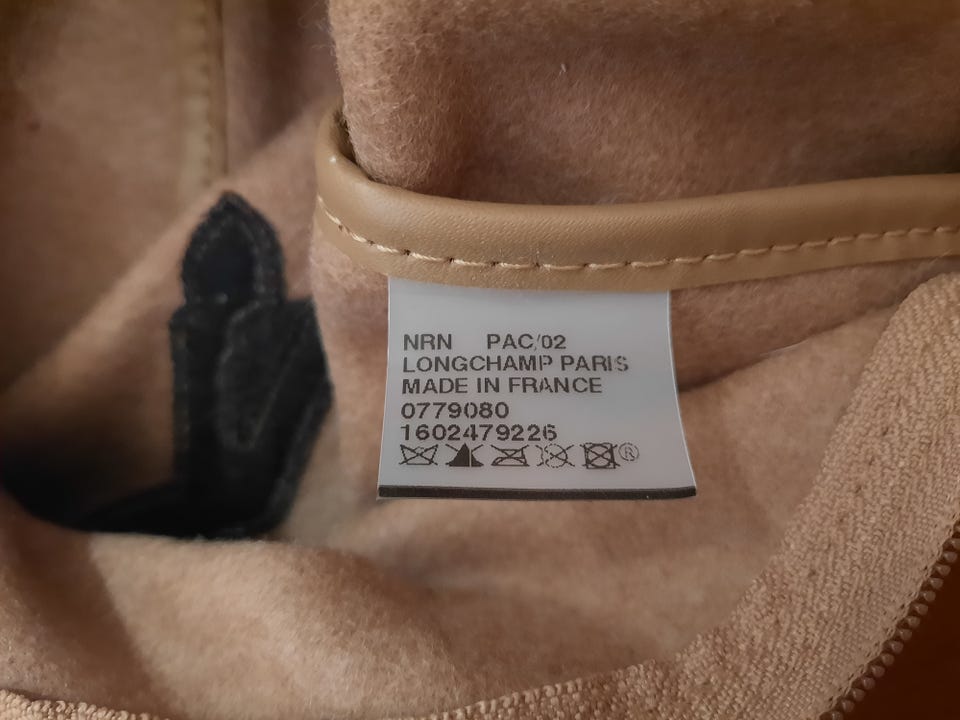 NRN PAC/02
LONGCHAMP PARIS
MADE IN FRANCE
0779080
1602479226
®